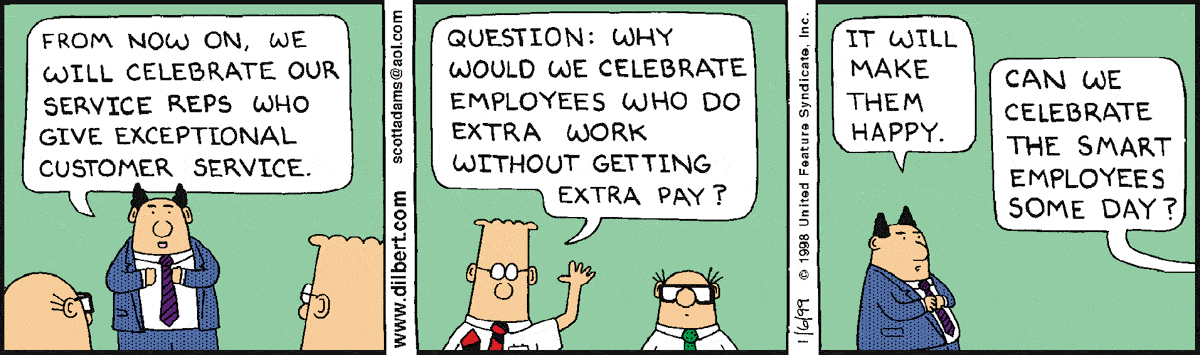 FROM NOW ON, WE
WILL CELEBRATE OUR
SERVICE REPS WHO
GIVE EXCEPTIONAL
CUSTOMER SERVICE.
www.dilbert.com scottadams@aol.com
QUESTION: WHY
WOULD WE CELEBRATE
EMPLOYEES WHO DO
EXTRA WORK
WITHOUT GETTING
EXTRA PAY?
1/6/99 © 1998 United Feature Syndicate, Inc.
IT WILL
MAKE
THEM
HAPPY.
CAN WE
CELEBRATE
THE SMART
EMPLOYEES
SOME DAY?